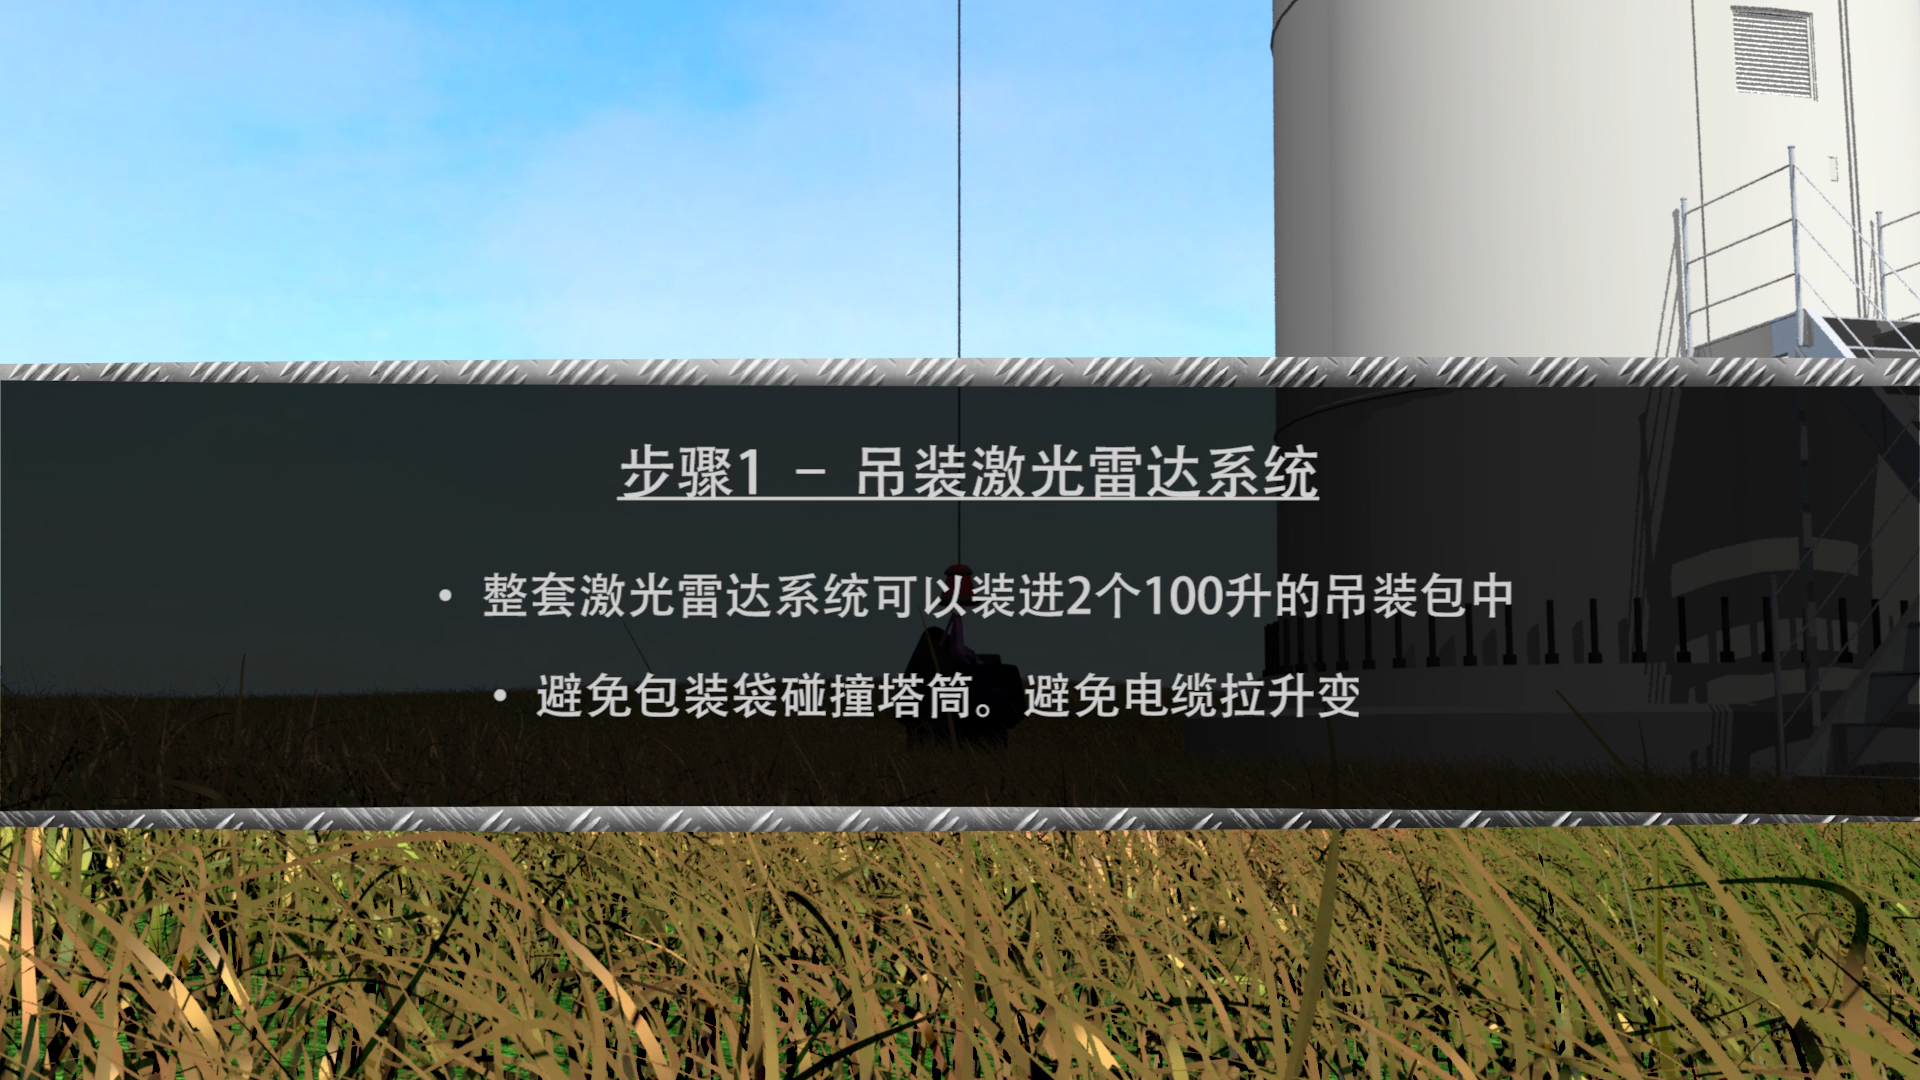 步骤1 - 吊装激光雷达系统
• 整套激光雷达系统可以装进2个100升的吊装包中
• 避免包装袋碰撞塔筒。避免电缆拉升变